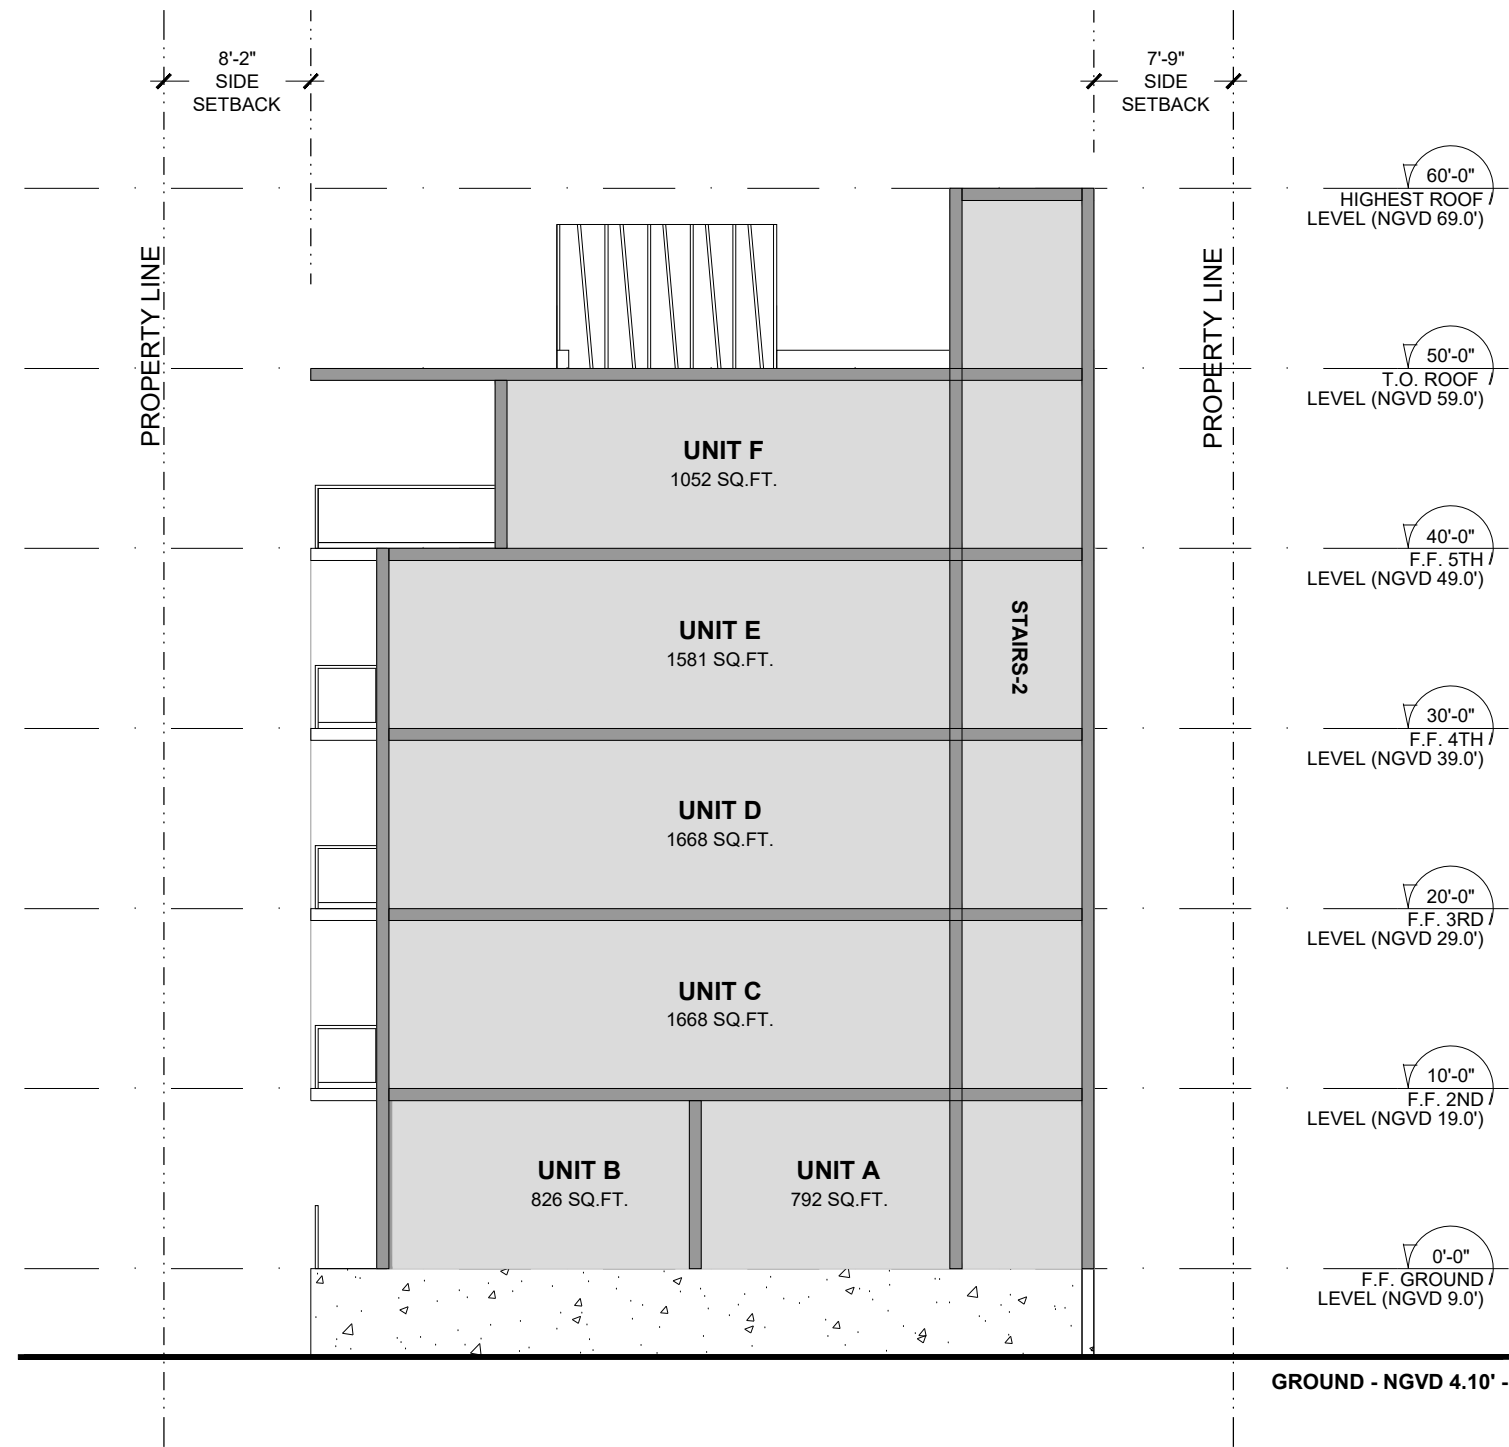 8'-2"
SIDE
SETBACK
7'-9"
SIDE
SETBACK
60'-0"
HIGHEST ROOF
LEVEL (NGVD 69.0')
PROPERTY LINE
PROPERTY LINE
50'-0"
T.O. ROOF
LEVEL (NGVD 59.0')
UNIT F
1052 SQ.FT.
40'-0"
F.F. 5TH
LEVEL (NGVD 49.0')
UNIT E
1581 SQ.FT.
STAIRS-2
30'-0"
F.F. 4TH
LEVEL (NGVD 39.0')
UNIT D
1668 SQ.FT.
20'-0"
F.F. 3RD
LEVEL (NGVD 29.0')
UNIT C
1668 SQ.FT.
10'-0"
F.F. 2ND
LEVEL (NGVD 19.0')
UNIT B
826 SQ.FT.
UNIT A
792 SQ.FT.
0'-0"
F.F. GROUND
LEVEL (NGVD 9.0')
GROUND - NGVD 4.10' -